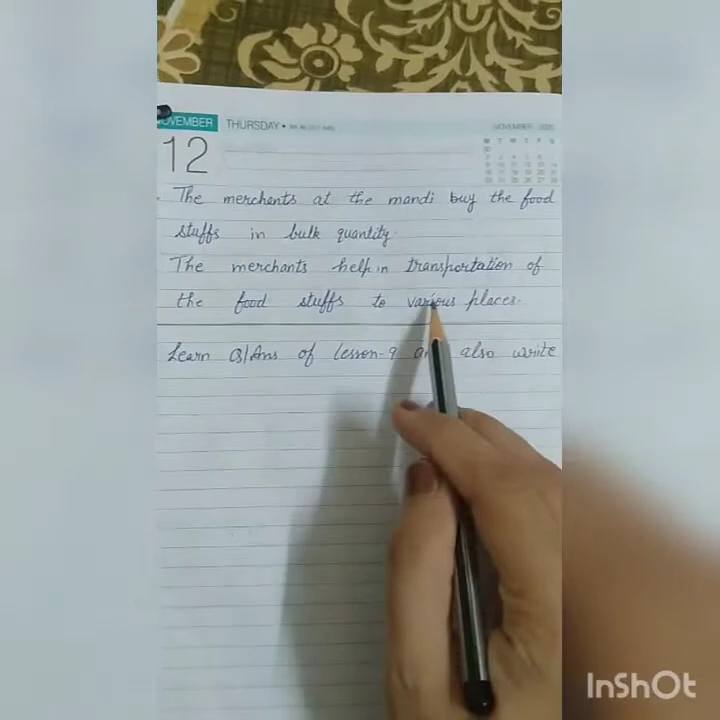 NOVEMBER THURSDAY • NOVEMBER
12
The merchants at the mandi buy the food
stuffs in bulk quantity.
The merchants help in transportation of
the food stuffs to various places.
Learn Q/Ans of lesson-9 also write
InShOt